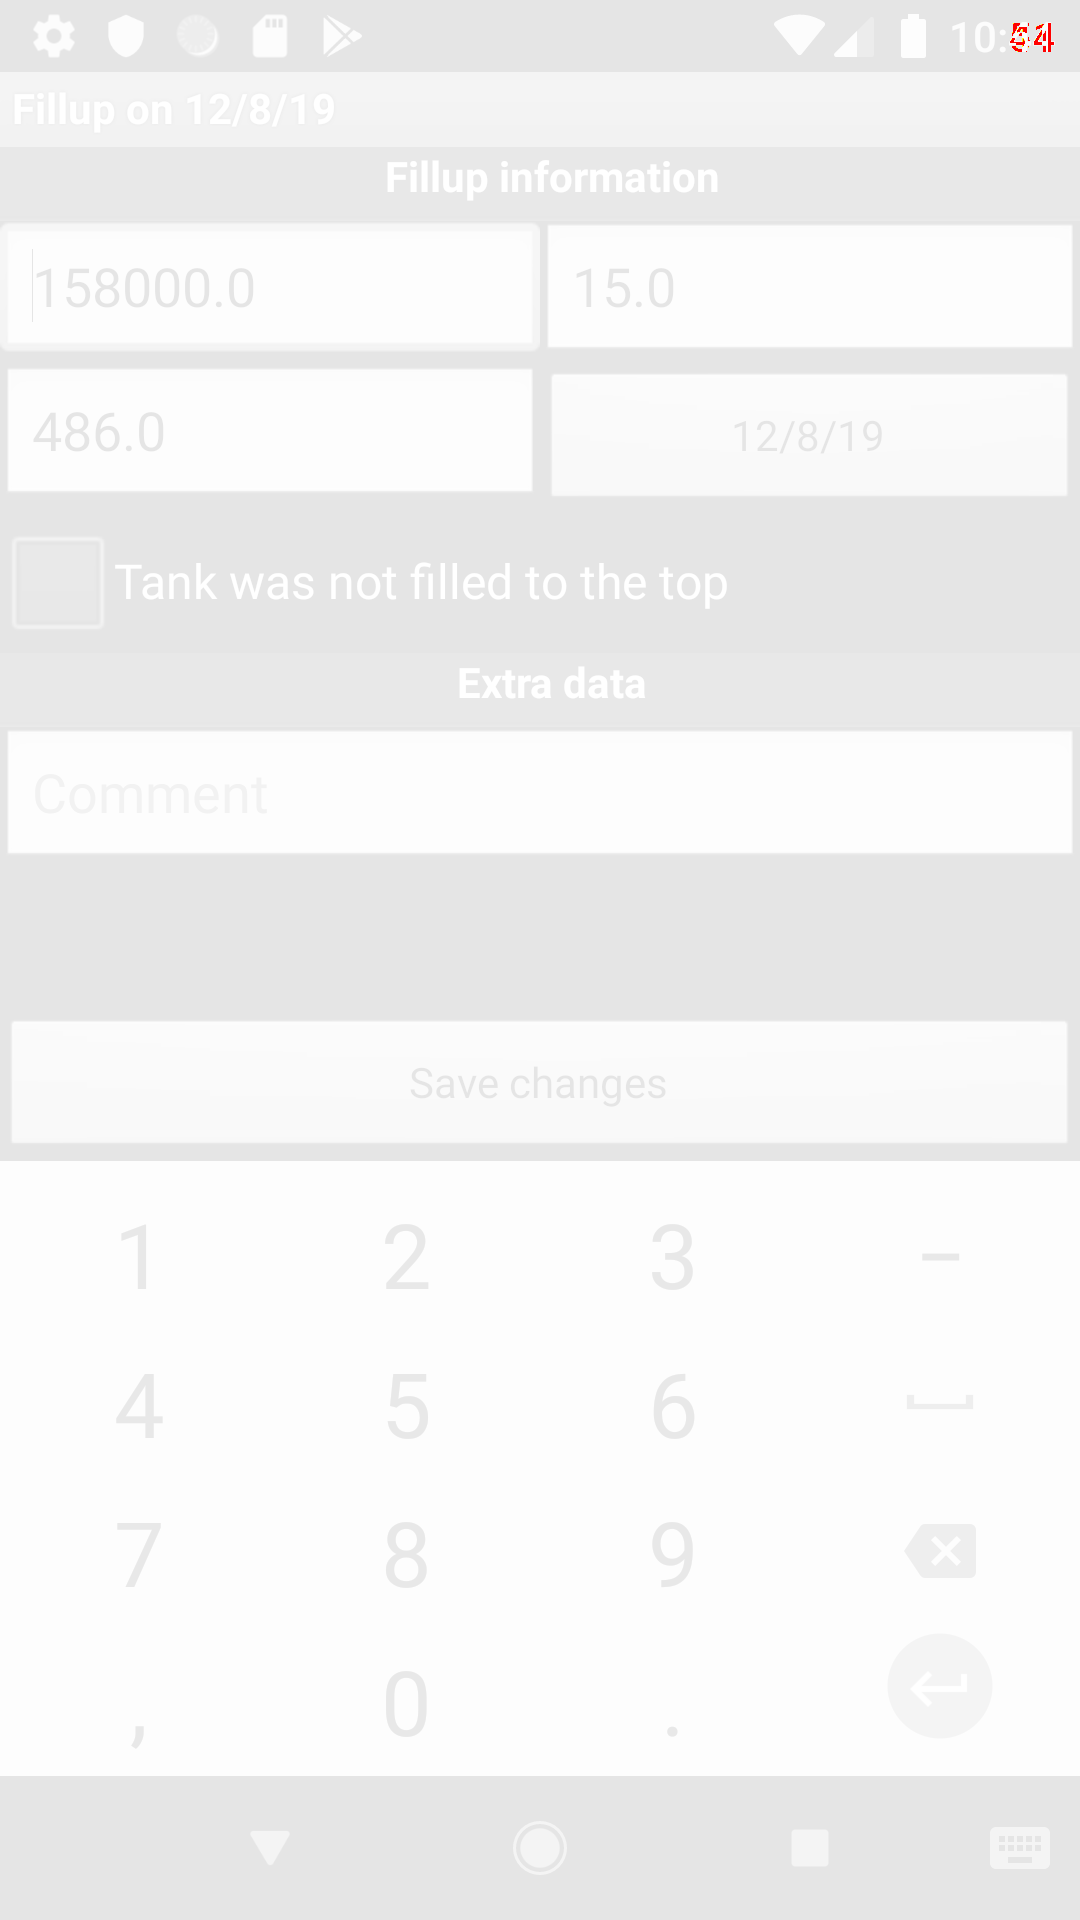 10:
Fillup on 12/8/19
Fillup information
158000.0 15.0
486.0 12/8/19
Tank was not filled to the top
Extra data
Comment
Save changes
1 2 3 –
4 5 6
7 8 9
, 0 .